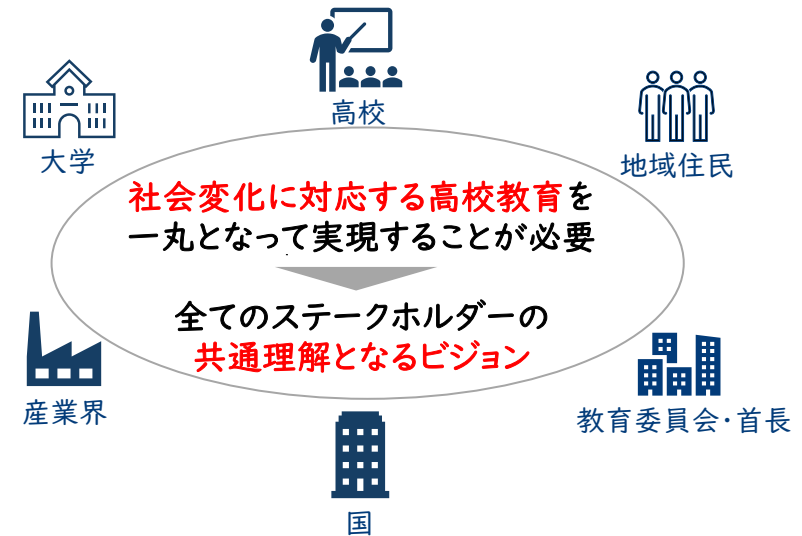 高校
大学
地域住民
社会変化に対応する高校教育を
一丸となって実現することが必要
全てのステークホルダーの
共通理解となるビジョン
産業界
教育委員会・首長
国